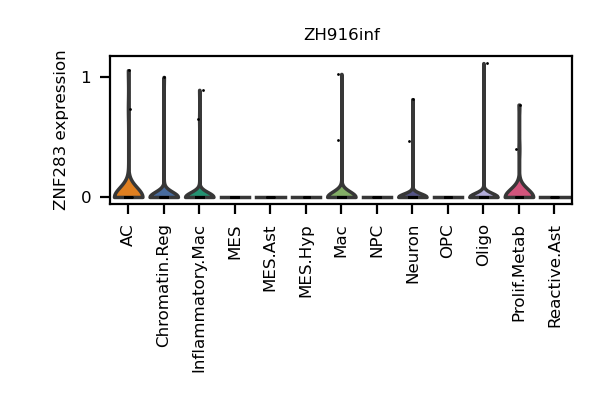 ZH916inf
ZNF283 expression
1
0
AC
Chromatin.Reg
Inflammatory.Mac
MES
MES.Ast
MES.Hyp
Mac
NPC
Neuron
OPC
Oligo
Prolif.Metab
Reactive.Ast